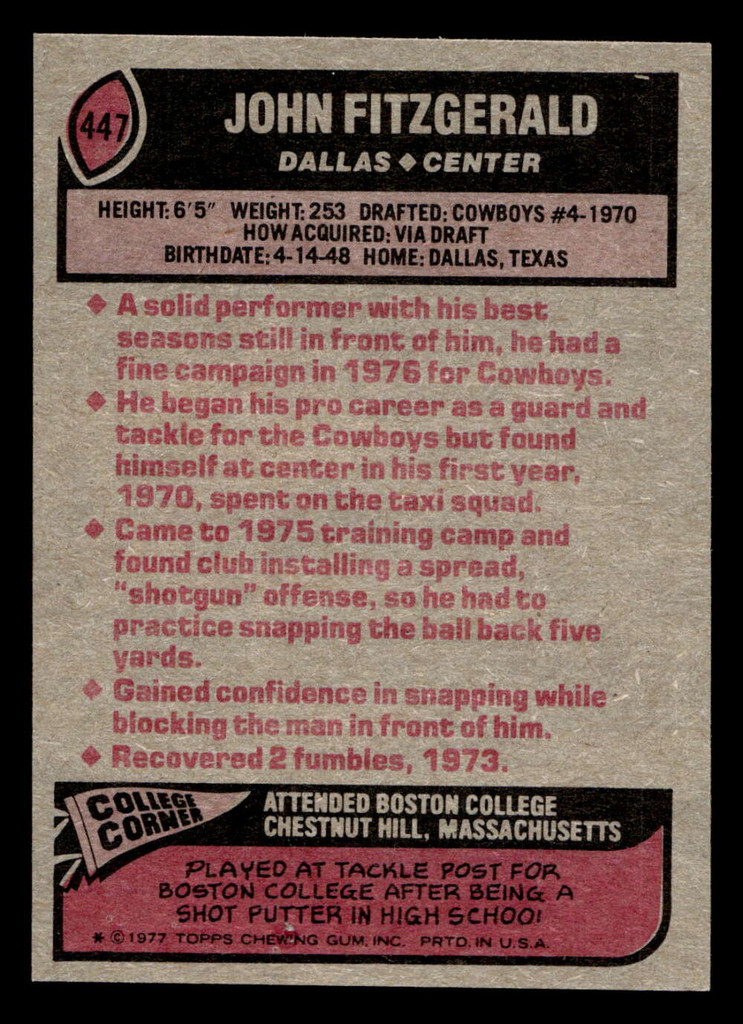 447
JOHN FITZGERALD
DALLAS ◆ CENTER
HEIGHT: 6'5" WEIGHT: 253 DRAFTED: COWBOYS #4-1970
HOW ACQUIRED: VIA DRAFT
BIRTHDATE: 4-14-48 HOME: DALLAS, TEXAS
◆ A solid performer with his best
seasons still in front of him, he had a
fine campaign in 1976 for Cowboys.
◆ He began his pro career as a guard and
tackle for the Cowboys but found
himself at center in his first year,
1970, spent on the taxi squad.
◆ Came to 1975 training camp and
found club installing a spread,
"shotgun" offense, so he had to
practice snapping the ball back five
yards.
◆ Gained confidence in snapping while
blocking the man in front of him.
◆ Recovered 2 fumbles, 1973.
COLLEGE
CORNER
ATTENDED BOSTON COLLEGE
CHESTNUT HILL, MASSACHUSETTS
PLAYED AT TACKLE POST FOR
BOSTON COLLEGE AFTER BEING A
SHOT PUTTER IN HIGH SCHOOL
* © 1977 TOPPS CHEWING GUM, INC. PRTD. IN U.S.A.